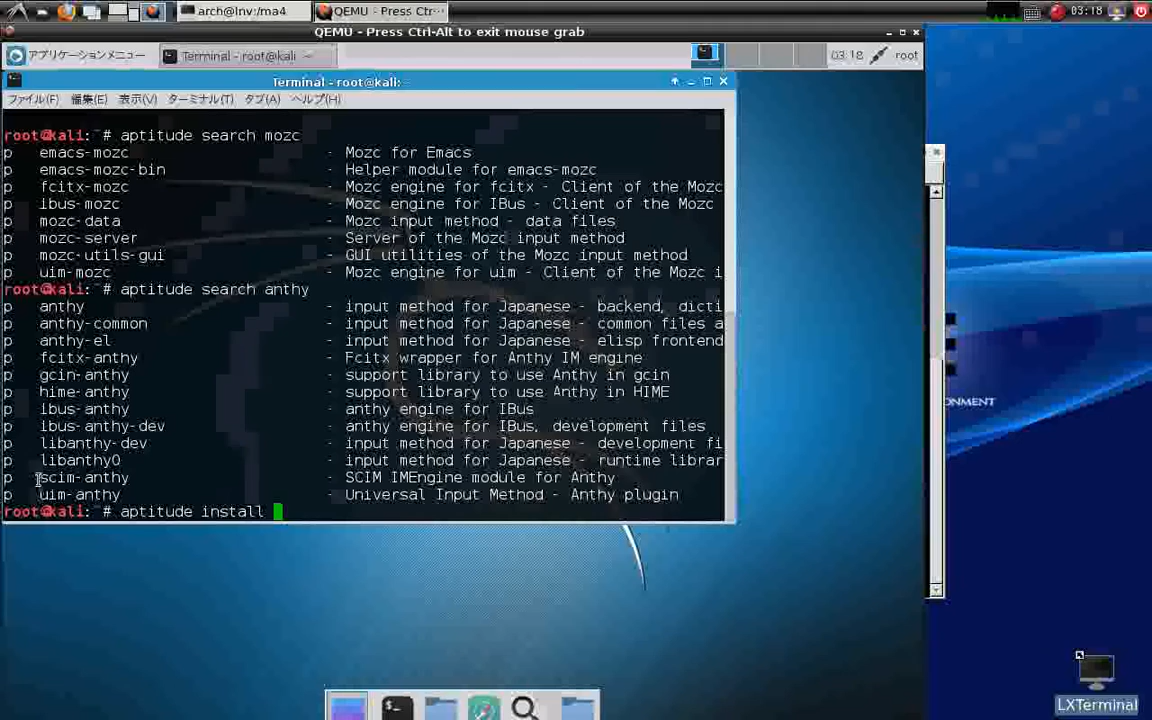 arch@lnv:/ma4
QEMU - Press Ctr···
03:18
QEMU - Press Ctrl-Alt to exit mouse grab
アプリケーションメニュー
Terminal - root@kali: ~
03:18
root
Terminal - root@kali: ~
ファイル(F) 編集(E) 表示(V) ターミナル(T) タブ(A) ヘルプ(H)
root@kali:~# aptitude search mozc
p emacs-mozc - Mozc for Emacs
p emacs-mozc-bin - Helper module for emacs-mozc
p fcitx-mozc - Mozc engine for fcitx - Client of the Mozc
p ibus-mozc - Mozc engine for IBus - Client of the Mozc
p mozc-data - Mozc input method - data files
p mozc-server - Server of the Mozc input method
p mozc-utils-gui - GUI utilities of the Mozc input method
p uim-mozc - Mozc engine for uim - Client of the Mozc i
root@kali:~# aptitude search anthy
p anthy - input method for Japanese - backend, dicti
p anthy-common - input method for Japanese - common files a
p anthy-el - input method for Japanese - elisp frontend
p fcitx-anthy - Fcitx wrapper for Anthy IM engine
p gcin-anthy - support library to use Anthy in gcin
p hime-anthy - support library to use Anthy in HIME
p ibus-anthy - anthy engine for IBus
p ibus-anthy-dev - anthy engine for IBus, development files
p libanthy-dev - input method for Japanese - development fi
p libanthy0 - input method for Japanese - runtime librar
p scim-anthy - SCIM IMEngine module for Anthy
p uim-anthy - Universal Input Method - Anthy plugin
root@kali:~# aptitude install
ONMENT
LXTerminal